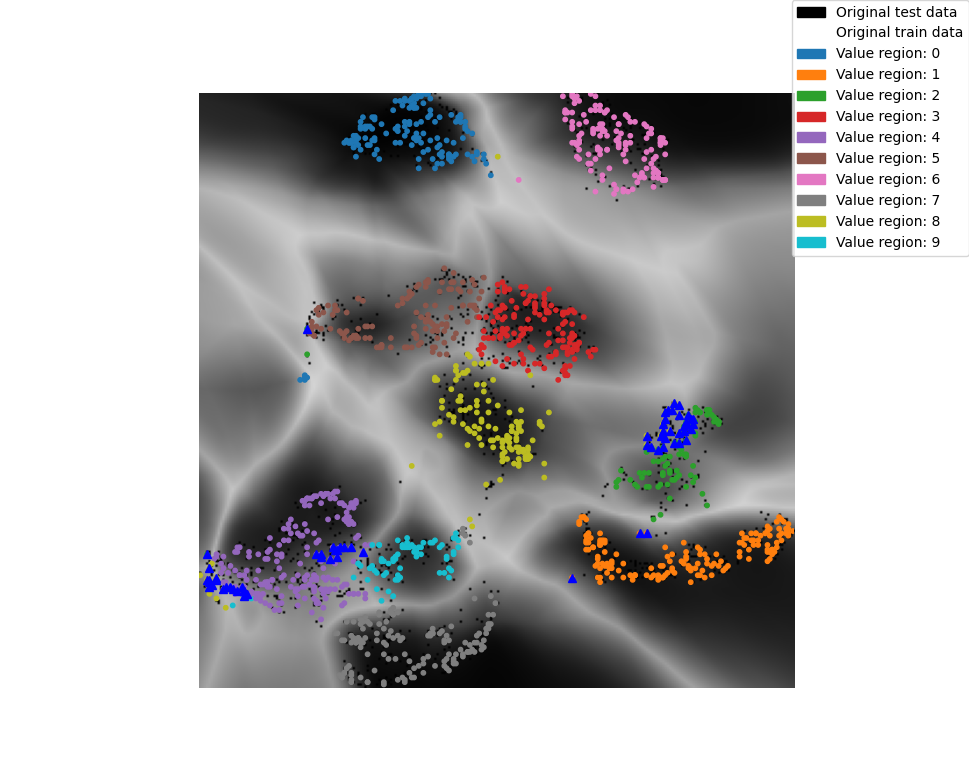 Original test data
Original train data
Value region: 0
Value region: 1
Value region: 2
Value region: 3
Value region: 4
Value region: 5
Value region: 6
Value region: 7
Value region: 8
Value region: 9